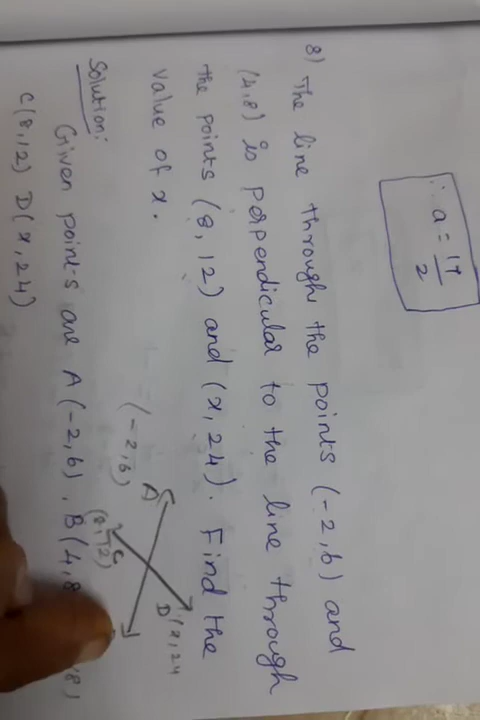 ∴ a = 17/2
8) The line through the points (-2,6) and
(4,8) is perpendicular to the line through
the points (8,12) and (x,24). Find the
value of x.
Solution:
Given points are A(-2,6), B(4,8
C(8,12) D(x,24)
(-2,6)
A
(8,12)
C
D(x,24
,8)